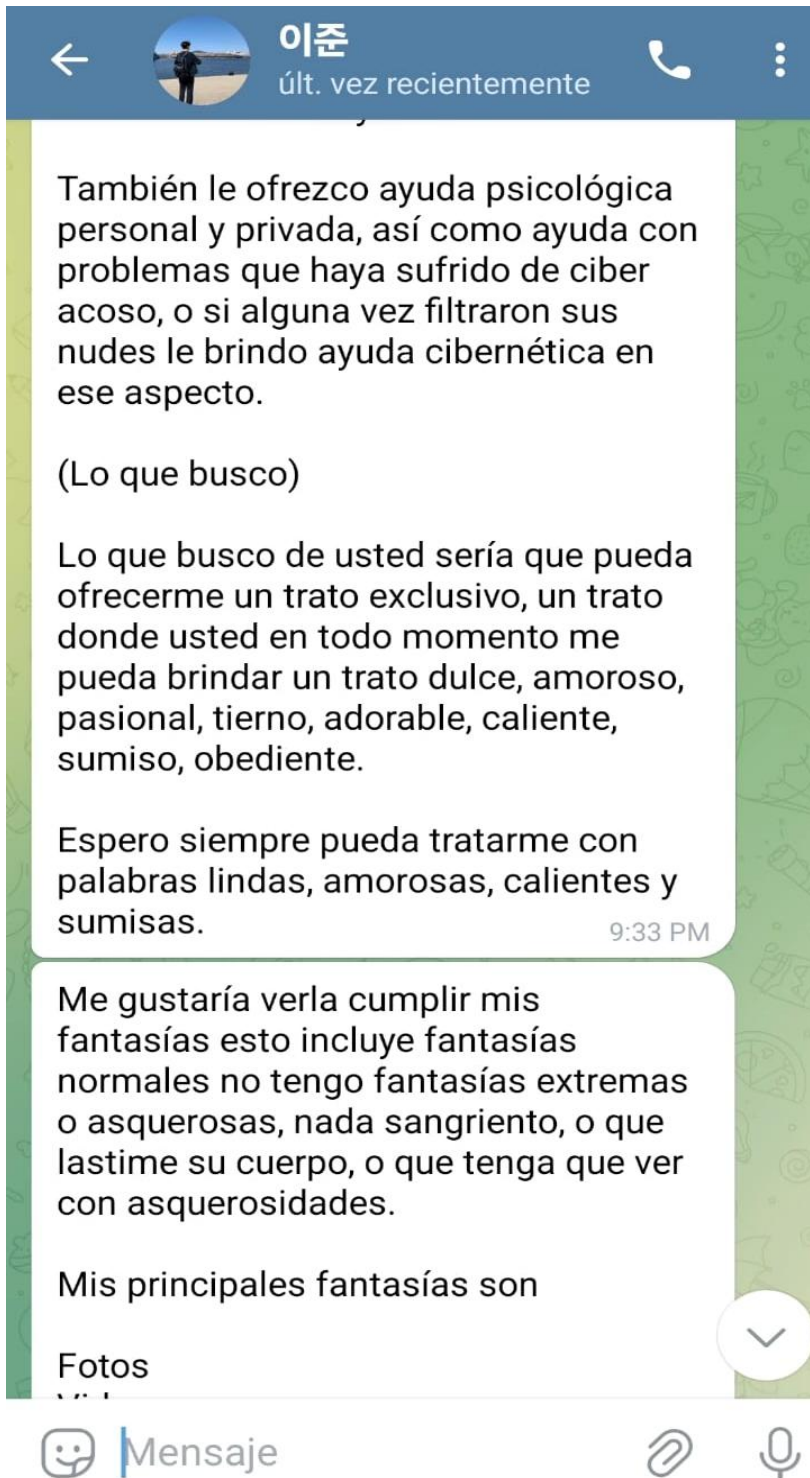 이준
últ. vez recientemente
También le ofrezco ayuda psicológica
personal y privada, así como ayuda con
problemas que haya sufrido de ciber
acoso, o si alguna vez filtraron sus
nudes le brindo ayuda cibernética en
ese aspecto.
(Lo que busco)
Lo que busco de usted sería que pueda
ofrecerme un trato exclusivo, un trato
donde usted en todo momento me
pueda brindar un trato dulce, amoroso,
pasional, tierno, adorable, caliente,
sumiso, obediente.
Espero siempre pueda tratarme con
palabras lindas, amorosas, calientes y
sumisas.
9:33 PM
Me gustaría verla cumplir mis
fantasías esto incluye fantasías
normales no tengo fantasías extremas
o asquerosas, nada sangriento, o que
lastime su cuerpo, o que tenga que ver
con asquerosidades.
Mis principales fantasías son
Fotos
Mensaje